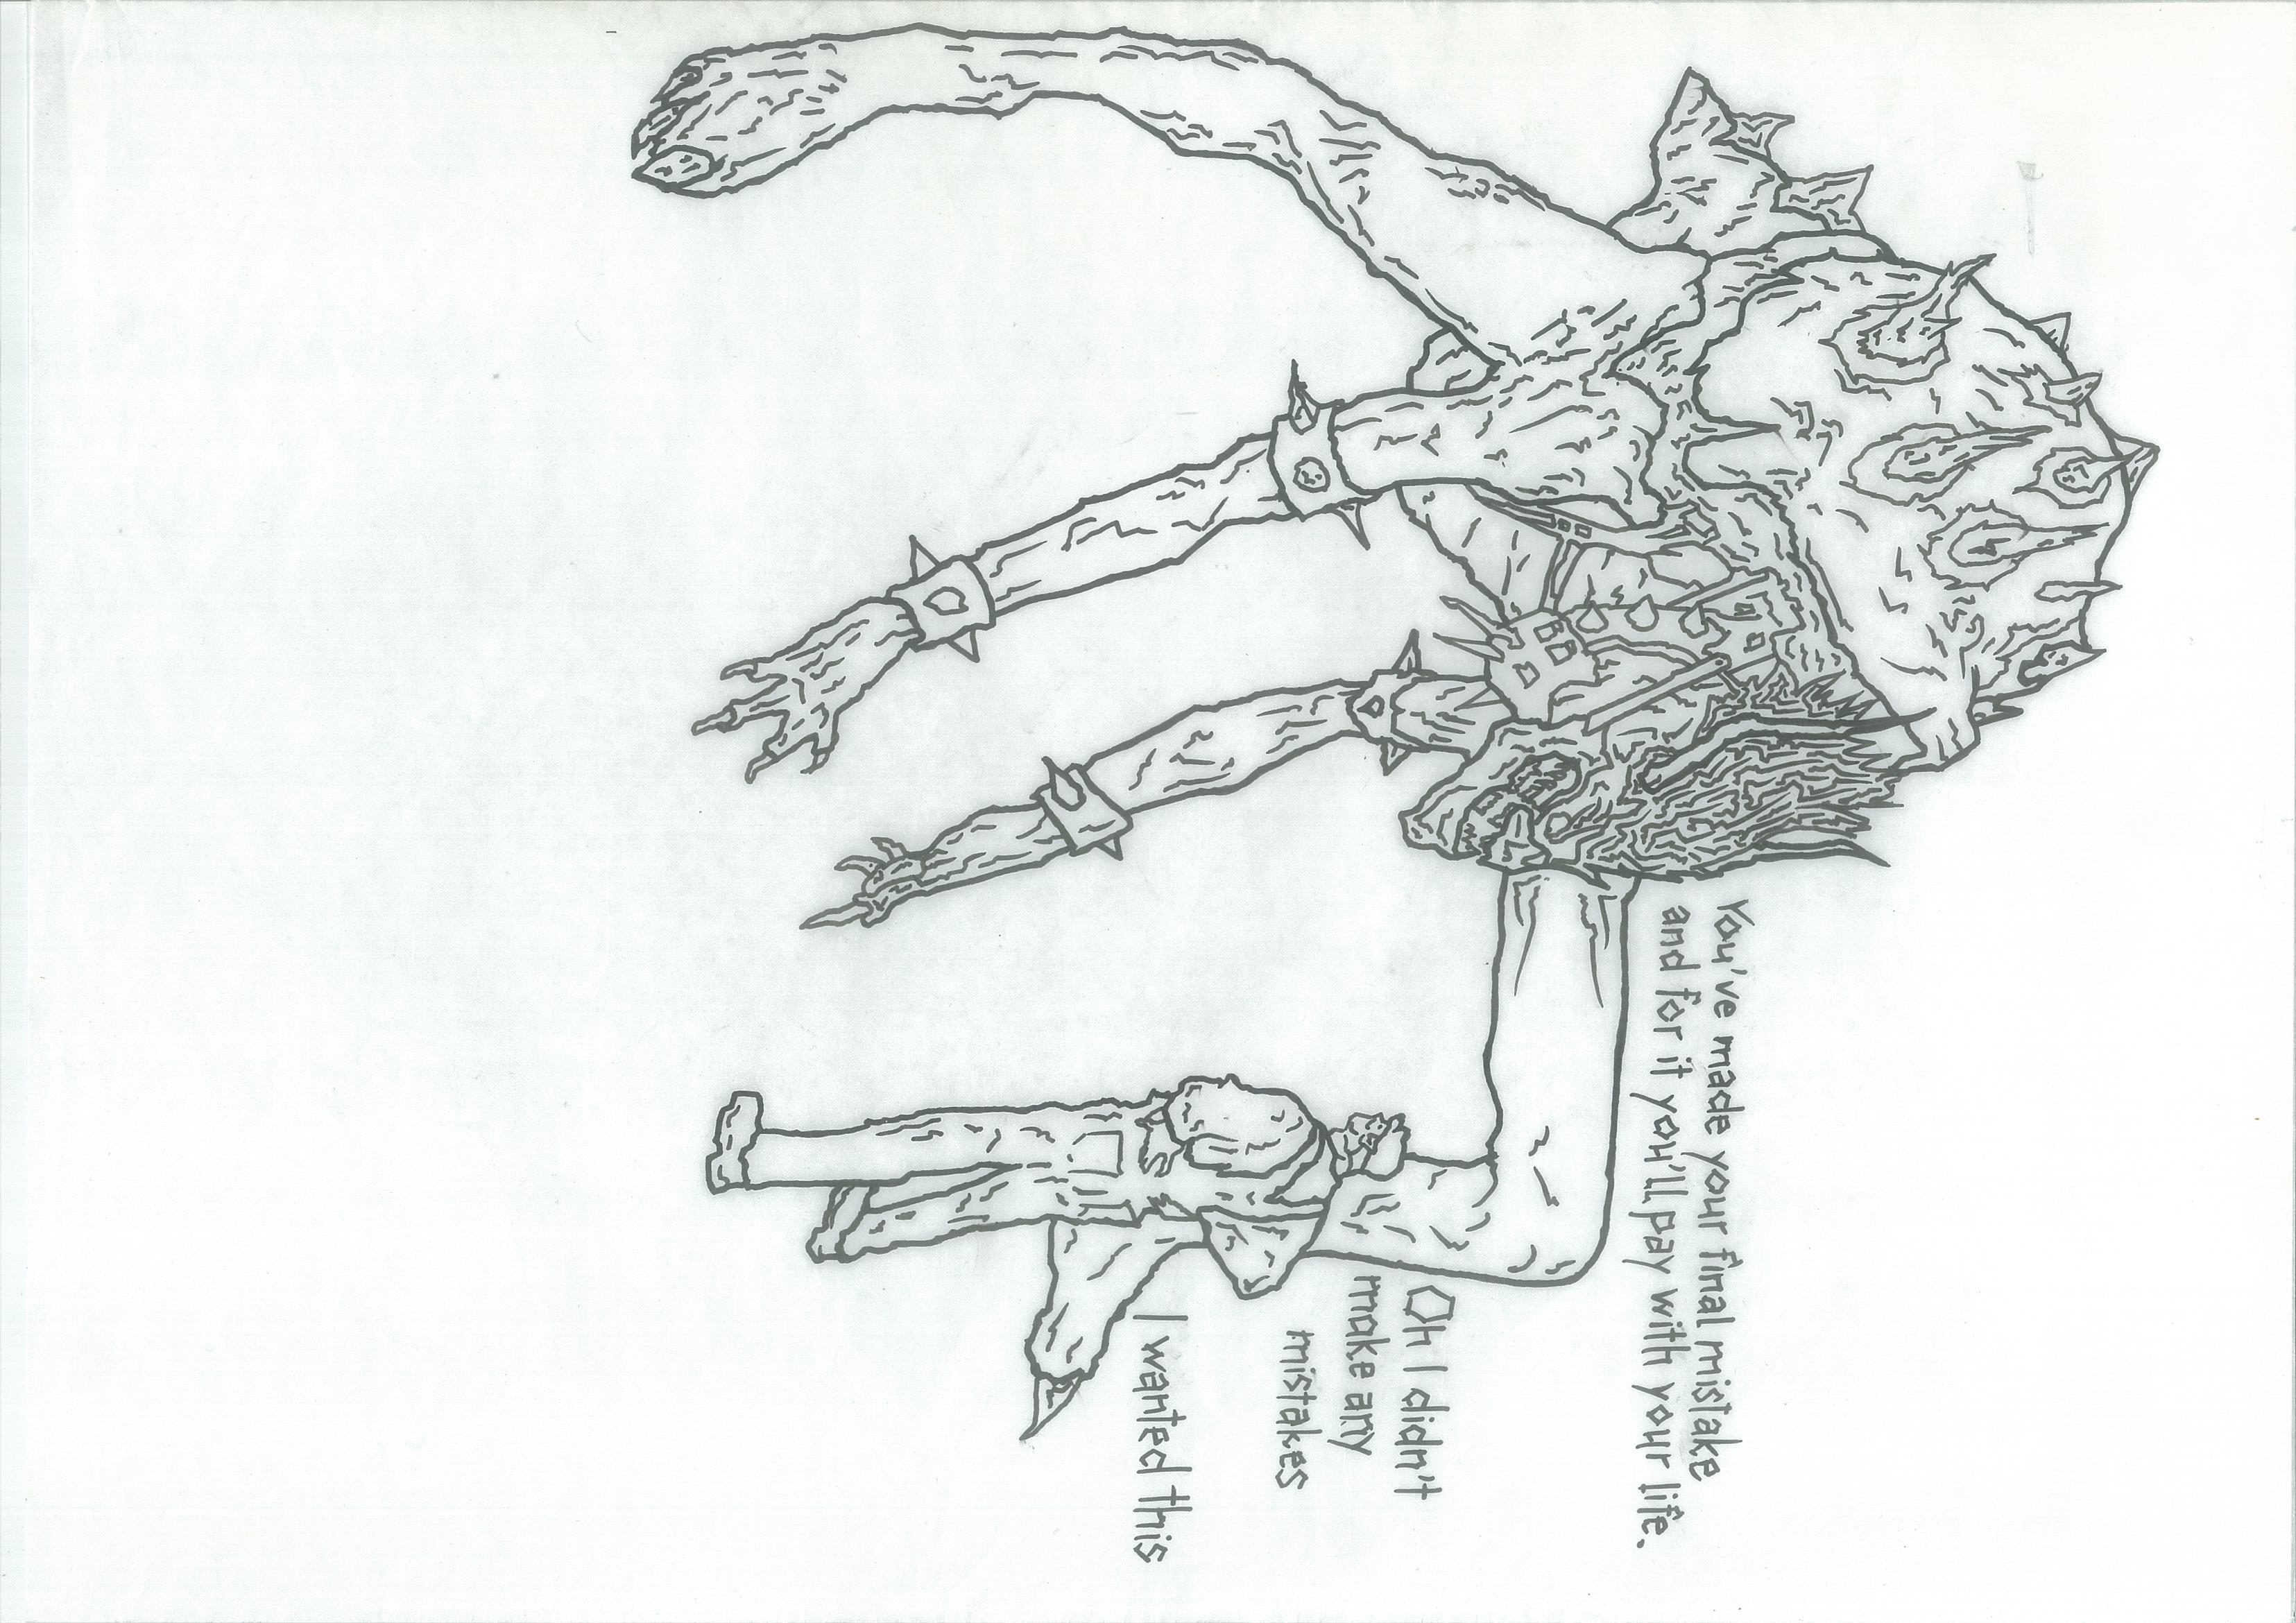 You've made your final mistake
and for it you'll pay with your life.
Oh I didn't
make any
mistakes
I wanted this